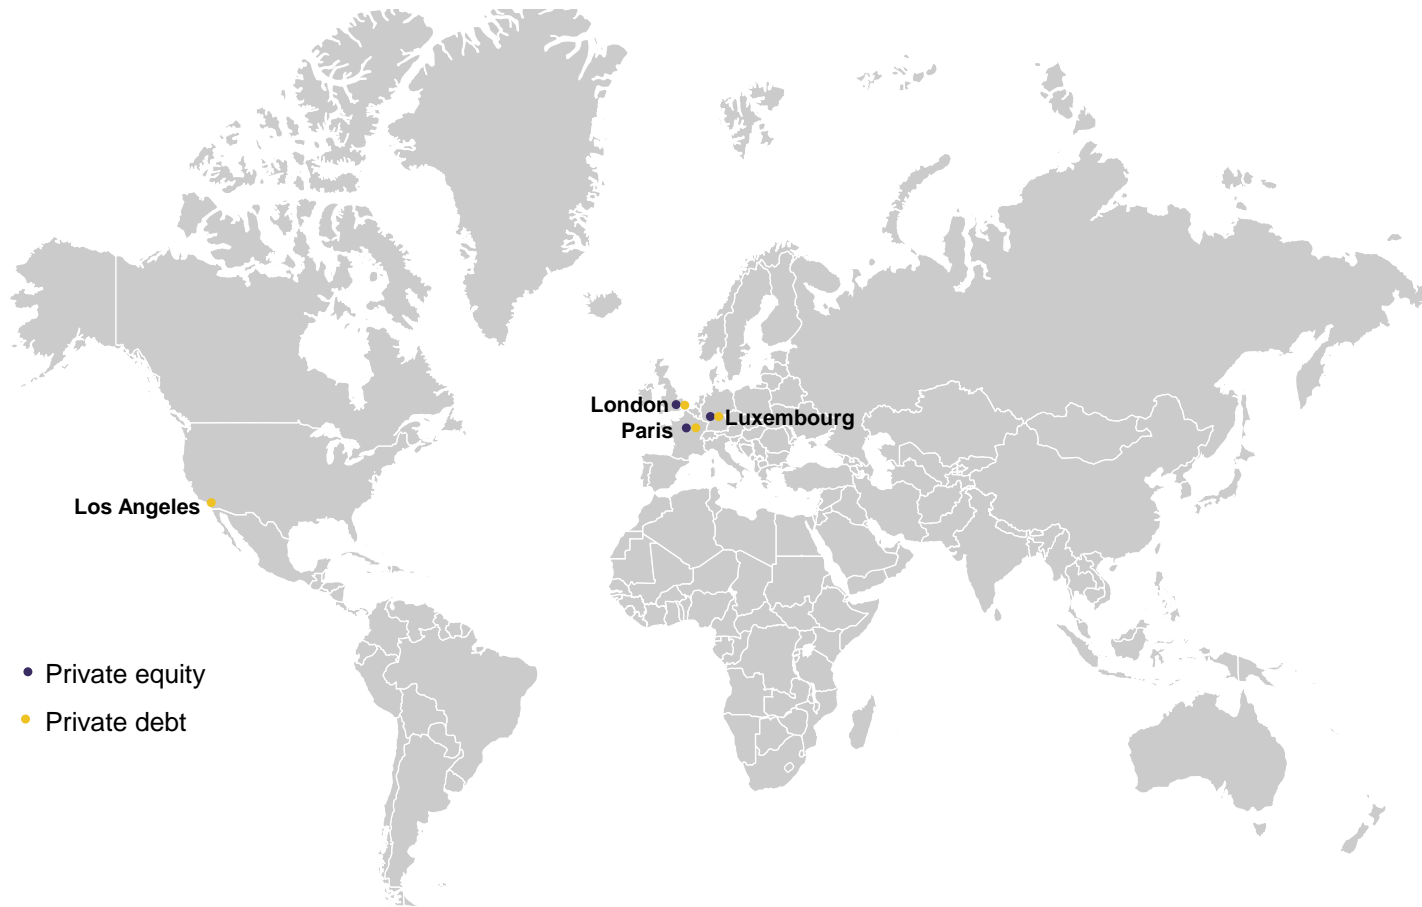 London
Luxembourg
Paris
Los Angeles
Private equity
Private debt